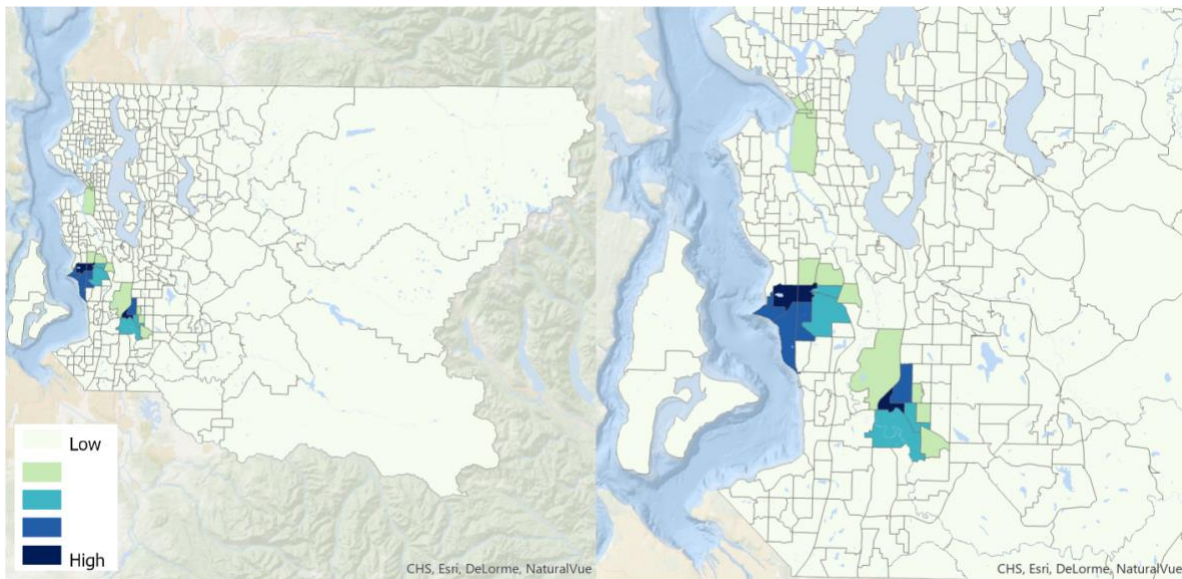 Low
High
CHS, Esri, DeLorme, NaturalVue
CHS, Esri, DeLorme, NaturalVue